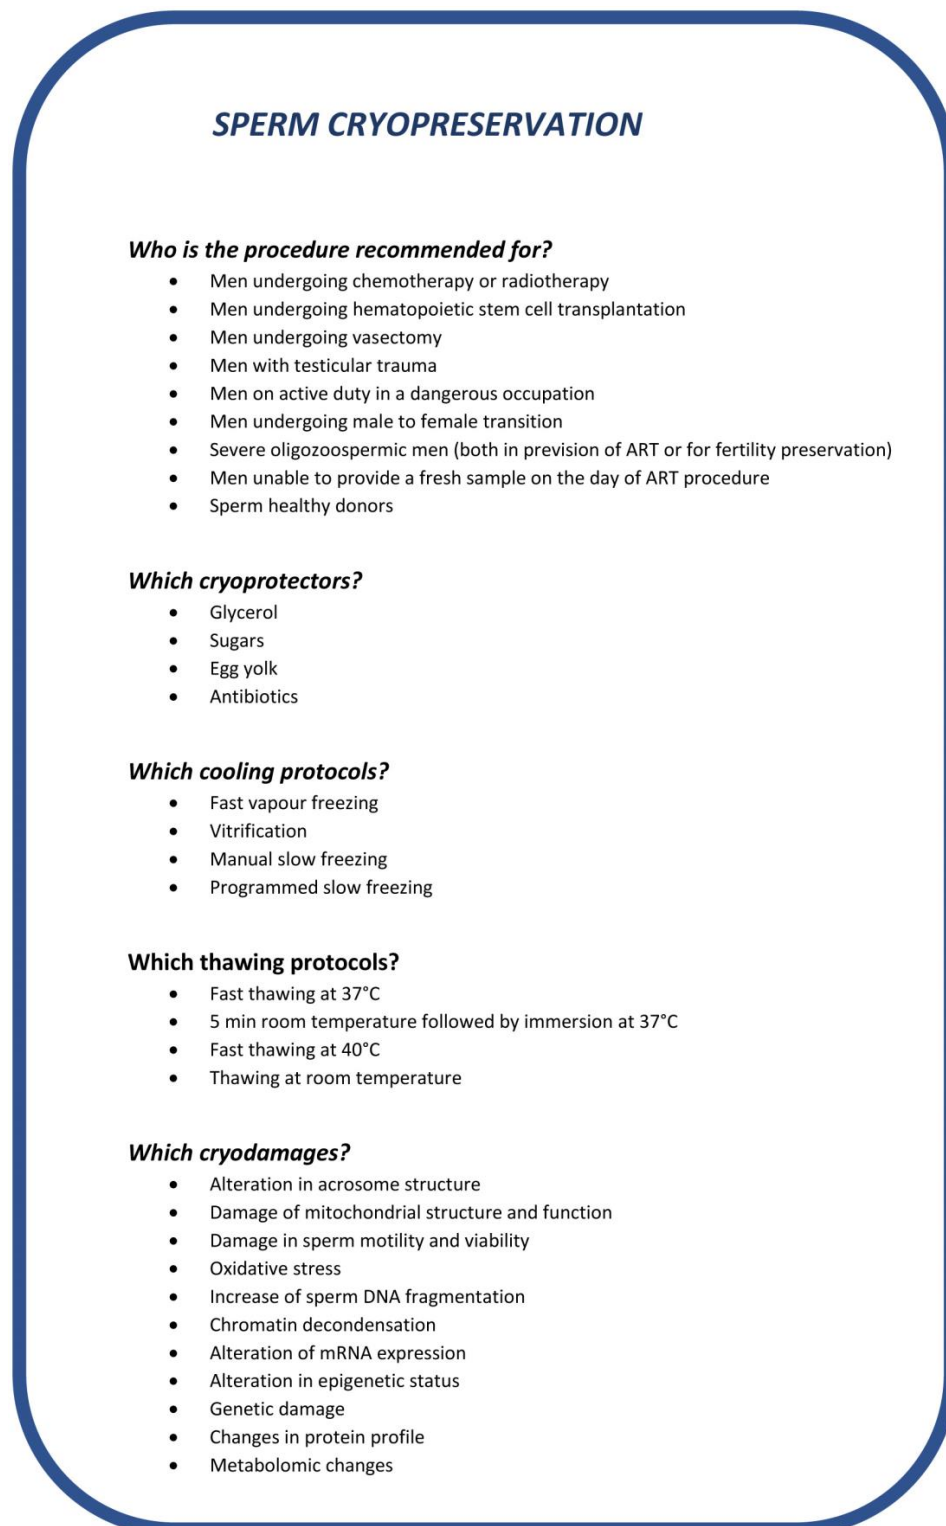 SPERM CRYOPRESERVATION
Who is the procedure recommended for?
• Men undergoing chemotherapy or radiotherapy
• Men undergoing hematopoietic stem cell transplantation
• Men undergoing vasectomy
• Men with testicular trauma
• Men on active duty in a dangerous occupation
• Men undergoing male to female transition
• Severe oligozoospermic men (both in prevision of ART or for fertility preservation)
• Men unable to provide a fresh sample on the day of ART procedure
• Sperm healthy donors
Which cryoprotectors?
• Glycerol
• Sugars
• Egg yolk
• Antibiotics
Which cooling protocols?
• Fast vapour freezing
• Vitrification
• Manual slow freezing
• Programmed slow freezing
Which thawing protocols?
• Fast thawing at 37°C
• 5 min room temperature followed by immersion at 37°C
• Fast thawing at 40°C
• Thawing at room temperature
Which cryodamages?
• Alteration in acrosome structure
• Damage of mitochondrial structure and function
• Damage in sperm motility and viability
• Oxidative stress
• Increase of sperm DNA fragmentation
• Chromatin decondensation
• Alteration of mRNA expression
• Alteration in epigenetic status
• Genetic damage
• Changes in protein profile
• Metabolomic changes